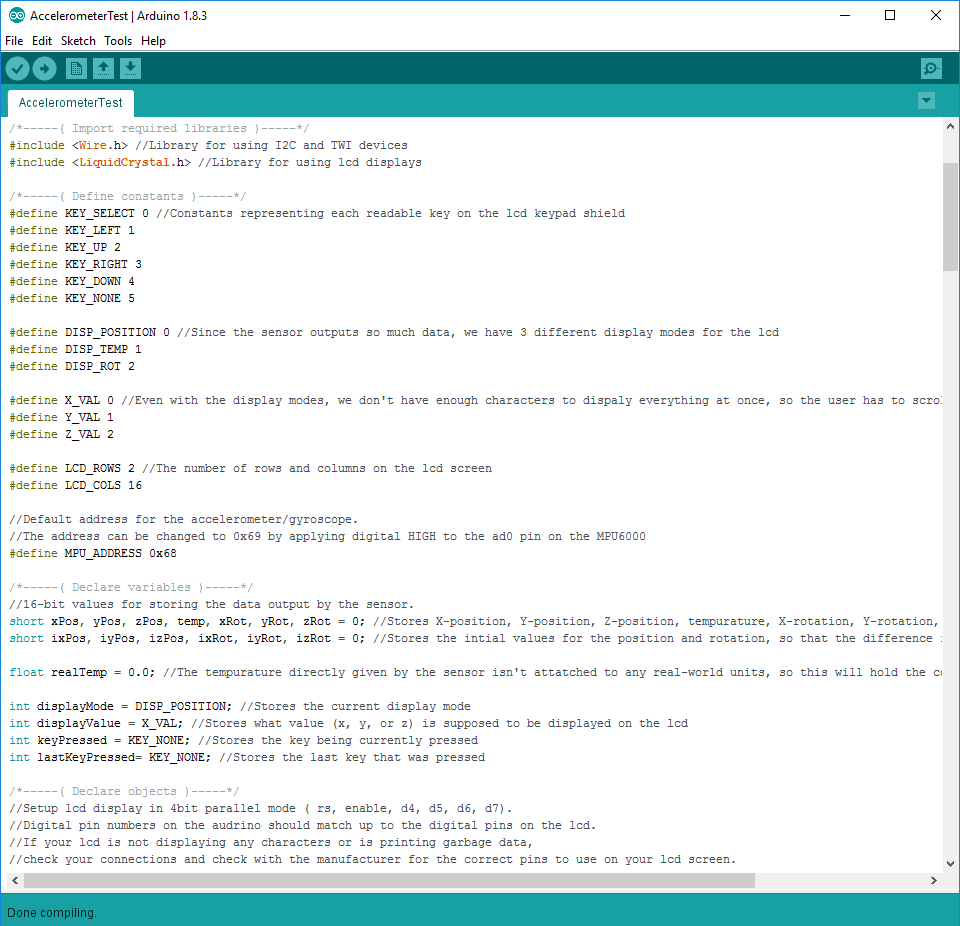 AccelerometerTest | Arduino 1.8.3
File Edit Sketch Tools Help
AccelerometerTest
/*-----( Import required libraries )-----*/
#include <Wire.h> //Library for using I2C and TWI devices
#include <LiquidCrystal.h> //Library for using lcd displays
/*-----( Define constants )-----*/
#define KEY_SELECT 0 //Constants representing each readable key on the lcd keypad shield
#define KEY_LEFT 1
#define KEY_UP 2
#define KEY_RIGHT 3
#define KEY_DOWN 4
#define KEY_NONE 5
#define DISP_POSITION 0 //Since the sensor outputs so much data, we have 3 different display modes for the lcd
#define DISP_TEMP 1
#define DISP_ROT 2
#define X_VAL 0 //Even with the display modes, we don't have enough characters to dispaly everything at once, so the user has to scrol
#define Y_VAL 1
#define Z_VAL 2
#define LCD_ROWS 2 //The number of rows and columns on the lcd screen
#define LCD_COLS 16
//Default address for the accelerometer/gyroscope.
//The address can be changed to 0x69 by applying digital HIGH to the ad0 pin on the MPU6000
#define MPU_ADDRESS 0x68
/*-----( Declare variables )-----*/
//16-bit values for storing the data output by the sensor.
short xPos, yPos, zPos, temp, xRot, yRot, zRot = 0; //Stores X-position, Y-position, Z-position, tempurature, X-rotation, Y-rotation,
short ixPos, iyPos, izPos, ixRot, iyRot, izRot = 0; //Stores the intial values for the position and rotation, so that the difference
float realTemp = 0.0; //The tempurature directly given by the sensor isn't attatched to any real-world units, so this will hold the
int displayMode = DISP_POSITION; //Stores the current display mode
int displayValue = X_VAL; //Stores what value (x, y, or z) is supposed to be displayed on the lcd
int keyPressed = KEY_NONE; //Stores the key being currently pressed
int lastKeyPressed= KEY_NONE; //Stores the last key that was pressed
/*-----( Declare objects )-----*/
//Setup lcd display in 4bit parallel mode ( rs, enable, d4, d5, d6, d7).
//Digital pin numbers on the audrino should match up to the digital pins on the lcd.
//If your lcd is not displaying any characters or is printing garbage data,
//check your connections and check with the manufacturer for the correct pins to use on your lcd screen.
Done compiling.